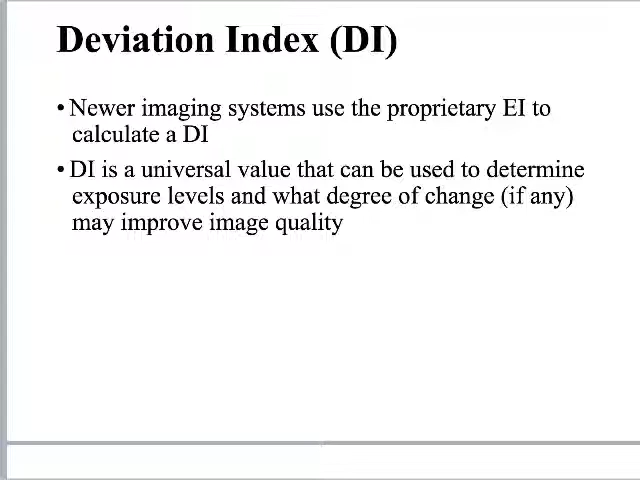 Deviation Index (DI)
• Newer imaging systems use the proprietary EI to
calculate a DI
• DI is a universal value that can be used to determine
exposure levels and what degree of change (if any)
may improve image quality